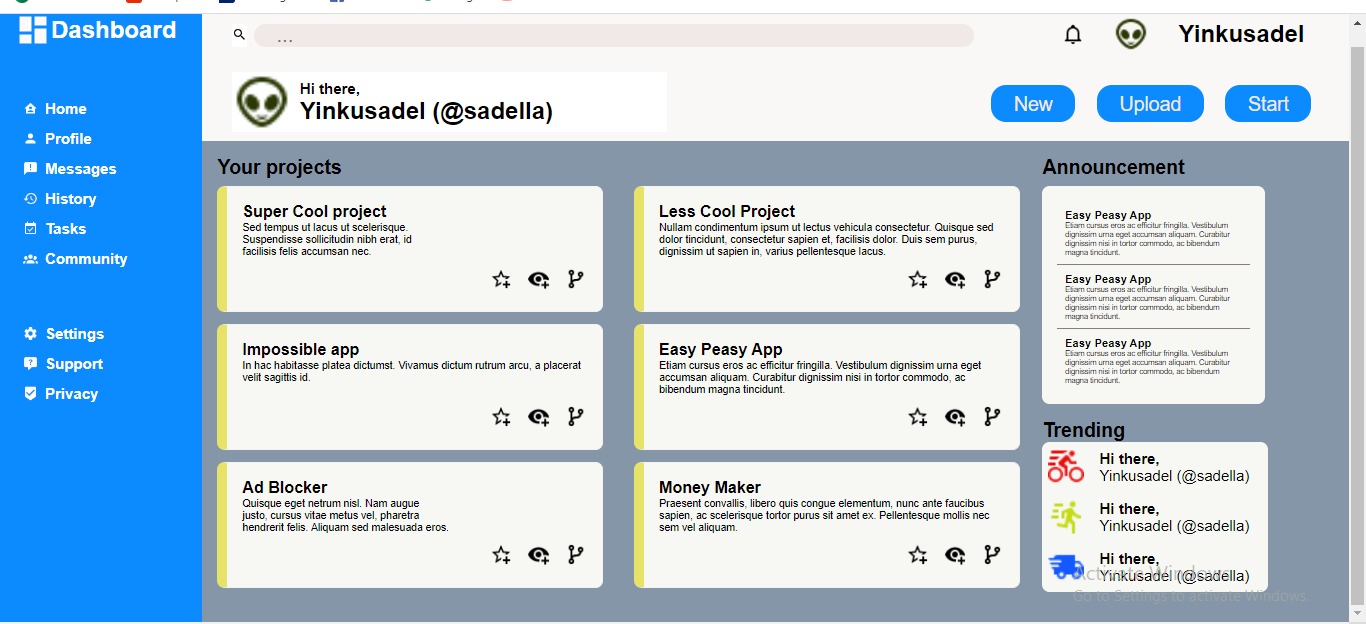 Dashboard
...
Yinkusadel
Hi there,
Yinkusadel (@sadella)
New
Upload
Start
Home
Profile
Messages
History
Tasks
Community
Settings
Support
Privacy
Your projects
Super Cool project
Sed tempus ut lacus ut scelerisque.
Suspendisse sollicitudin nibh erat, id
facilisis felis accumsan nec.
Less Cool Project
Nullam condimentum ipsum ut lectus vehicula consectetur. Quisque sed
dolor tincidunt, consectetur sapien et, facilisis dolor. Duis sem purus,
dignissim ut sapien in, varius pellentesque lacus.
Impossible app
In hac habitasse platea dictumst. Vivamus dictum rutrum arcu, a placerat
velit sagittis id.
Easy Peasy App
Etiam cursus eros ac efficitur fringilla. Vestibulum dignissim urna eget
accumsan aliquam. Curabitur dignissim nisi in tortor commodo, ac
bibendum magna tincidunt.
Ad Blocker
Quisque eget netrum nisl. Nam augue
justo, cursus vitae metus vel, pharetra
hendrerit felis. Aliquam sed malesuada eros.
Money Maker
Praesent convallis, libero quis congue elementum, nunc ante faucibus
sapien, ac scelerisque tortor purus sit amet ex. Pellentesque mollis nec
sem vel aliquam.
Announcement
Easy Peasy App
Etiam cursus eros ac efficitur fringilla. Vestibulum
dignissim urna eget accumsan aliquam. Curabitur
dignissim nisi in tortor commodo, ac bibendum
magna tincidunt.
Easy Peasy App
Etiam cursus eros ac efficitur fringilla. Vestibulum
dignissim urna eget accumsan aliquam. Curabitur
dignissim nisi in tortor commodo, ac bibendum
magna tincidunt.
Easy Peasy App
Etiam cursus eros ac efficitur fringilla. Vestibulum
dignissim urna eget accumsan aliquam. Curabitur
dignissim nisi in tortor commodo, ac bibendum
magna tincidunt.
Trending
Hi there,
Yinkusadel (@sadella)
Hi there,
Yinkusadel (@sadella)
Hi there,
Yinkusadel (@sadella)
Activate Windows
Go to Settings to activate Windows.